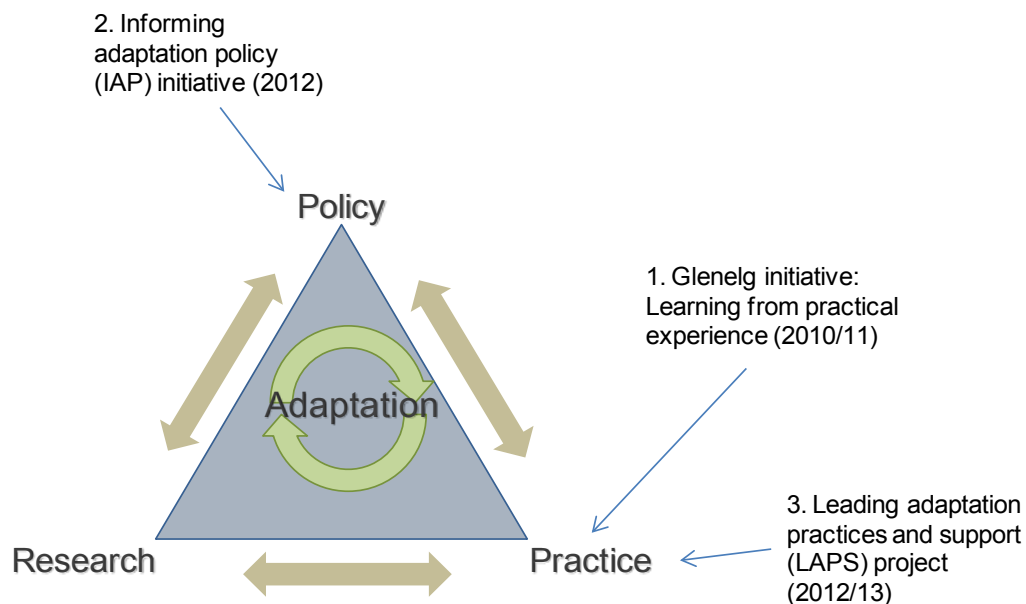 2. Informing
adaptation policy
(IAP) initiative (2012)
Policy
1. Glenelg initiative:
Learning from practical
experience (2010/11)
Adaptation
3. Leading adaptation
practices and support
(LAPS) project
(2012/13)
Research
Practice